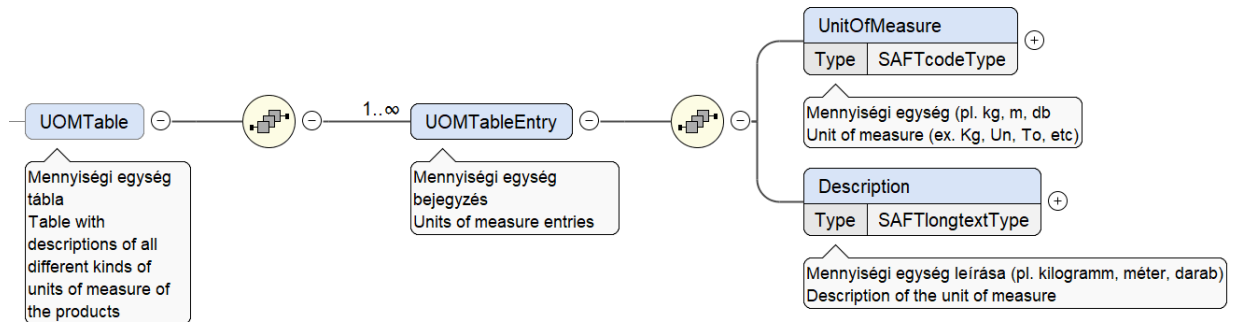 UOMTable
Mennyiségi egység
tábla
Table with
descriptions of all
different kinds of
units of measure of
the products
1..∞
UOMTableEntry
Mennyiségi egység
bejegyzés
Units of measure entries
UnitOfMeasure
Type SAFTcodeType
Mennyiségi egység (pl. kg, m, db
Unit of measure (ex. Kg, Un, To, etc)
Description
Type SAFTlongtextType
Mennyiségi egység leírása (pl. kilogramm, méter, darab)
Description of the unit of measure